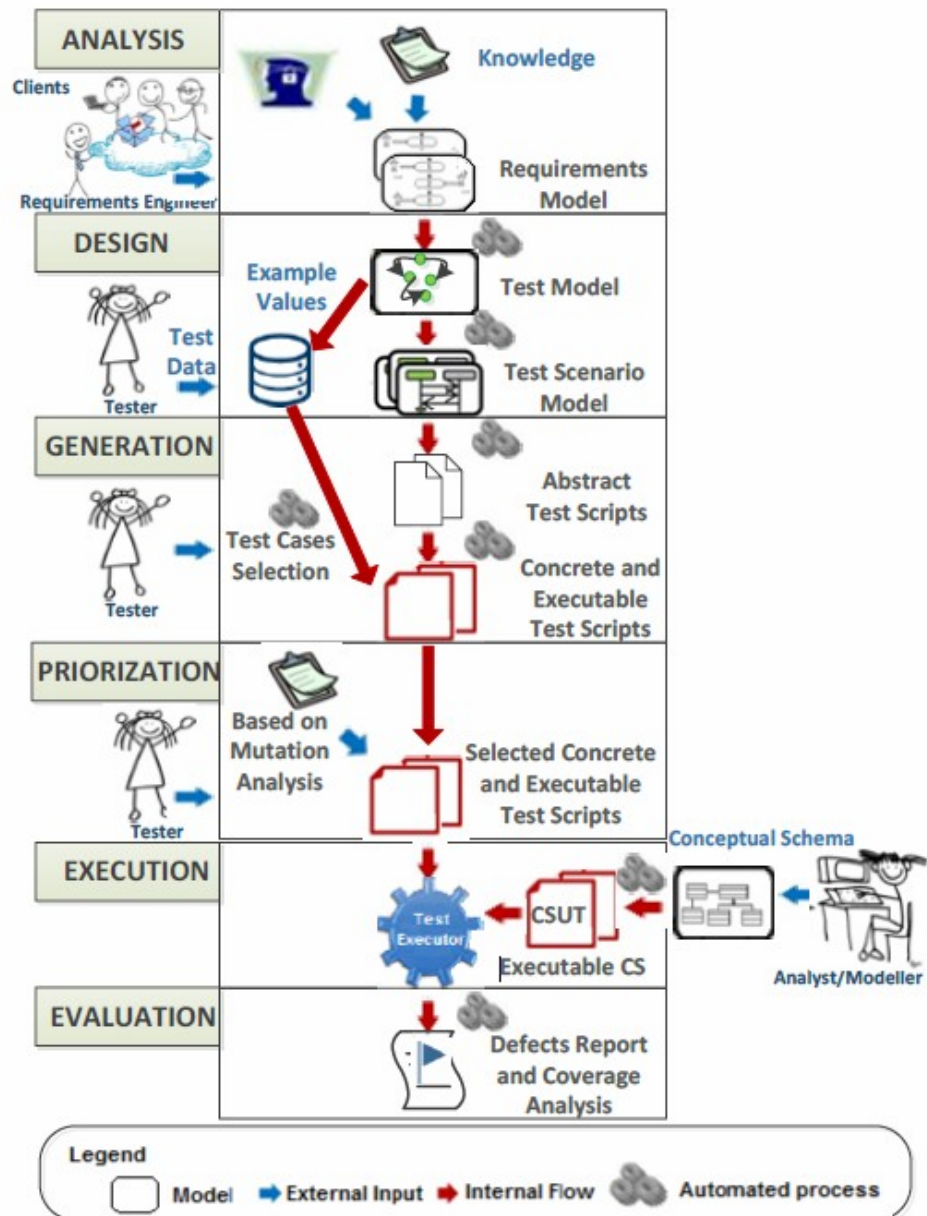 ANALYSIS
Clients
Knowledge
Requirements Engineer
Requirements
Model
DESIGN
Example
Values
Test Model
Test
Data
Tester
Test Scenario
Model
GENERATION
Abstract
Test Scripts
Test Cases
Selection
Tester
Concrete and
Executable
Test Scripts
PRIORIZATION
Based on
Mutation
Analysis
Tester
Selected Concrete
and Executable
Test Scripts
EXECUTION
Conceptual Schema
Test
Executor
CSUT
Executable CS
Analyst/Modeller
EVALUATION
Defects Report
and Coverage
Analysis
Legend
Model
External Input
Internal Flow
Automated process